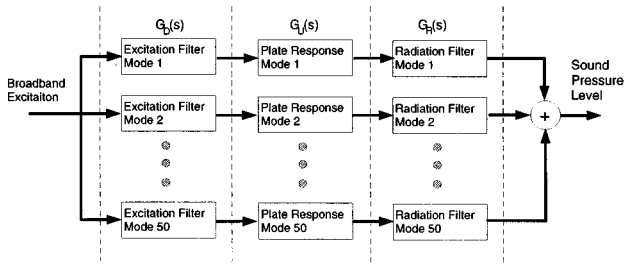 G_D(s) G_U(s) G_R(s)
Excitation Filter Mode 1
Plate Response Mode 1
Radiation Filter Mode 1
Broadband Excitaiton
Sound Pressure Level
Excitation Filter Mode 2
Plate Response Mode 2
Radiation Filter Mode 2
+
Excitation Filter Mode 50
Plate Response Mode 50
Radiation Filter Mode 50